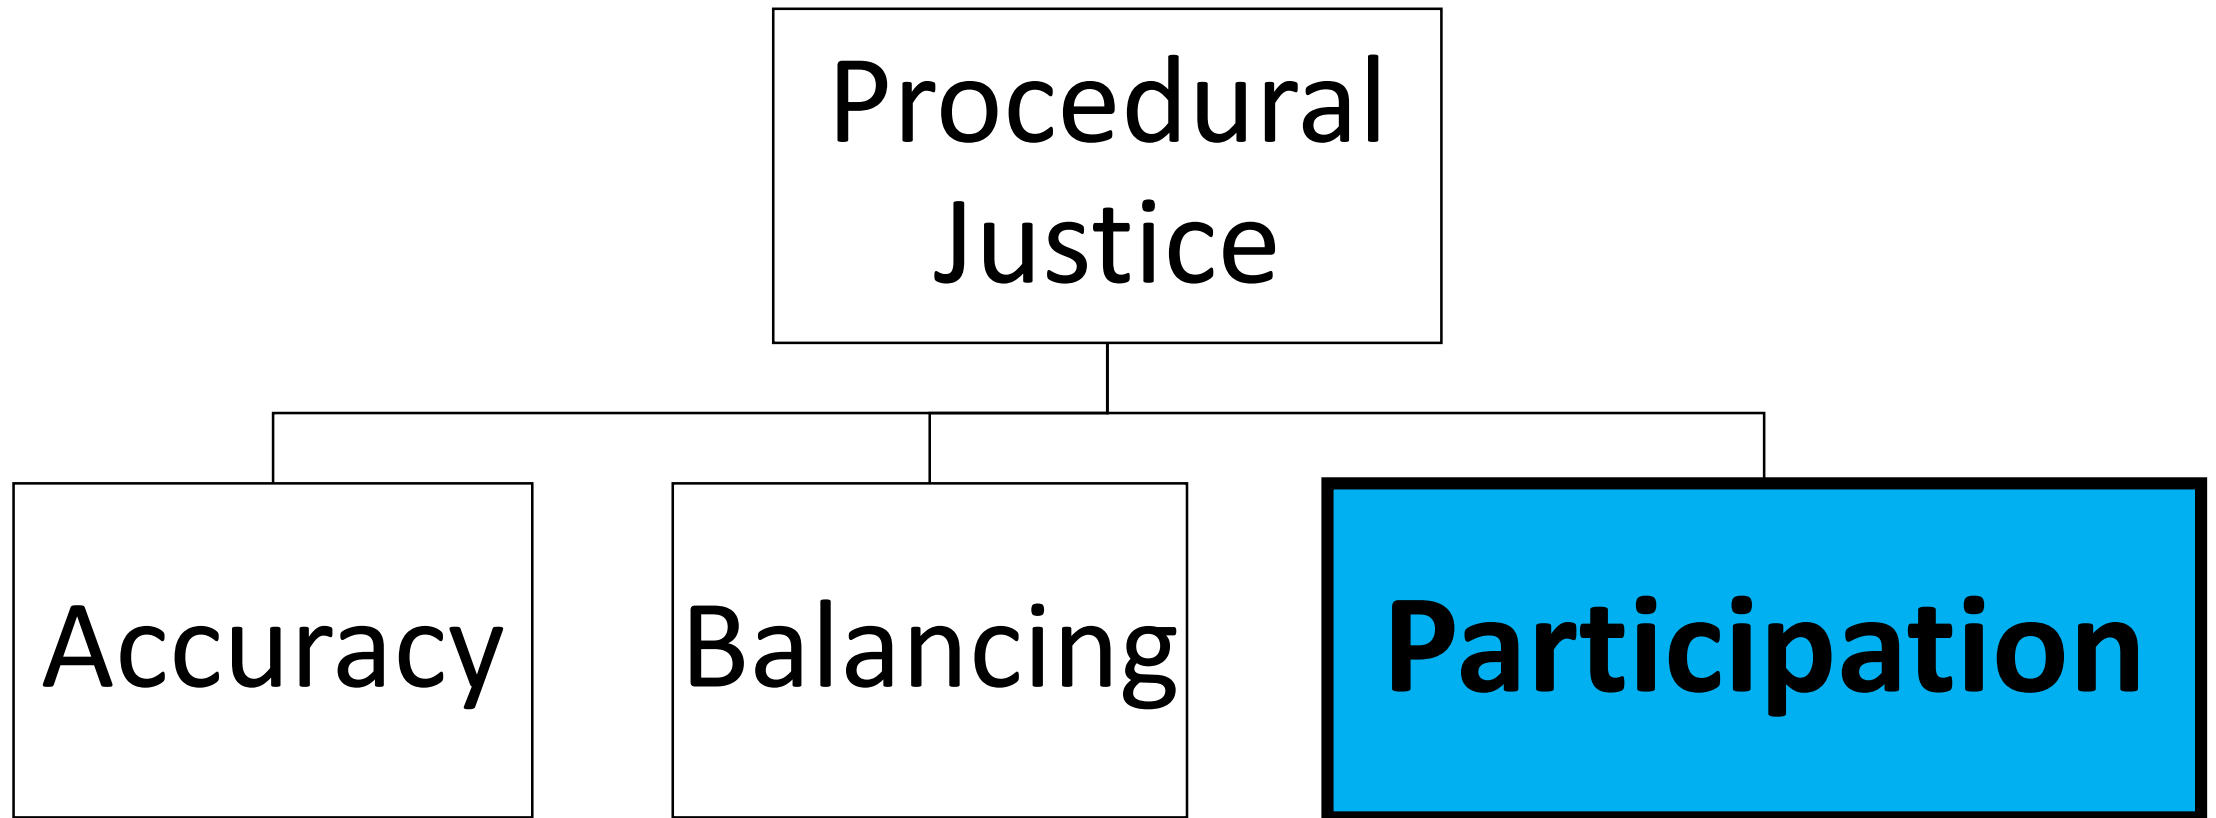 Procedural
Justice
Accuracy
Balancing
Participation